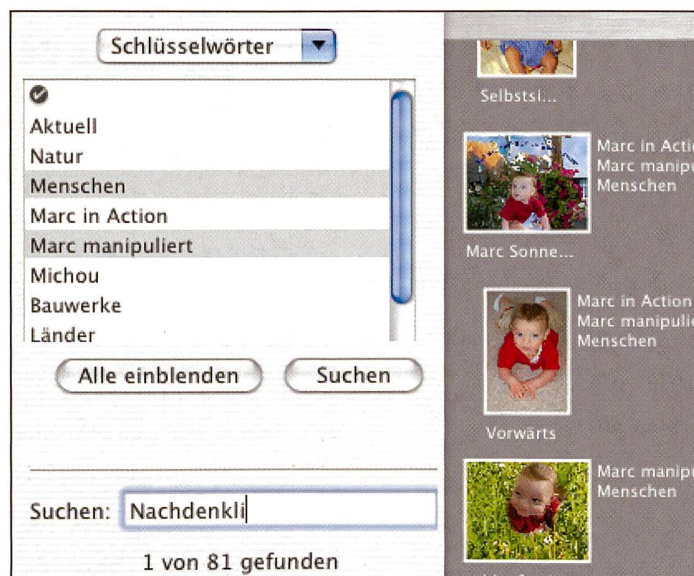 Schlüsselwörter
Aktuell
Natur
Menschen
Marc in Action
Marc manipuliert
Michou
Bauwerke
Länder
Alle einblenden
Suchen
Suchen: Nachdenkli
1 von 81 gefunden
Selbstsi...
Marc in Actio
Marc manipu
Menschen
Marc Sonne...
Marc in Action
Marc manipulie
Menschen
Vorwärts
Marc manipu
Menschen